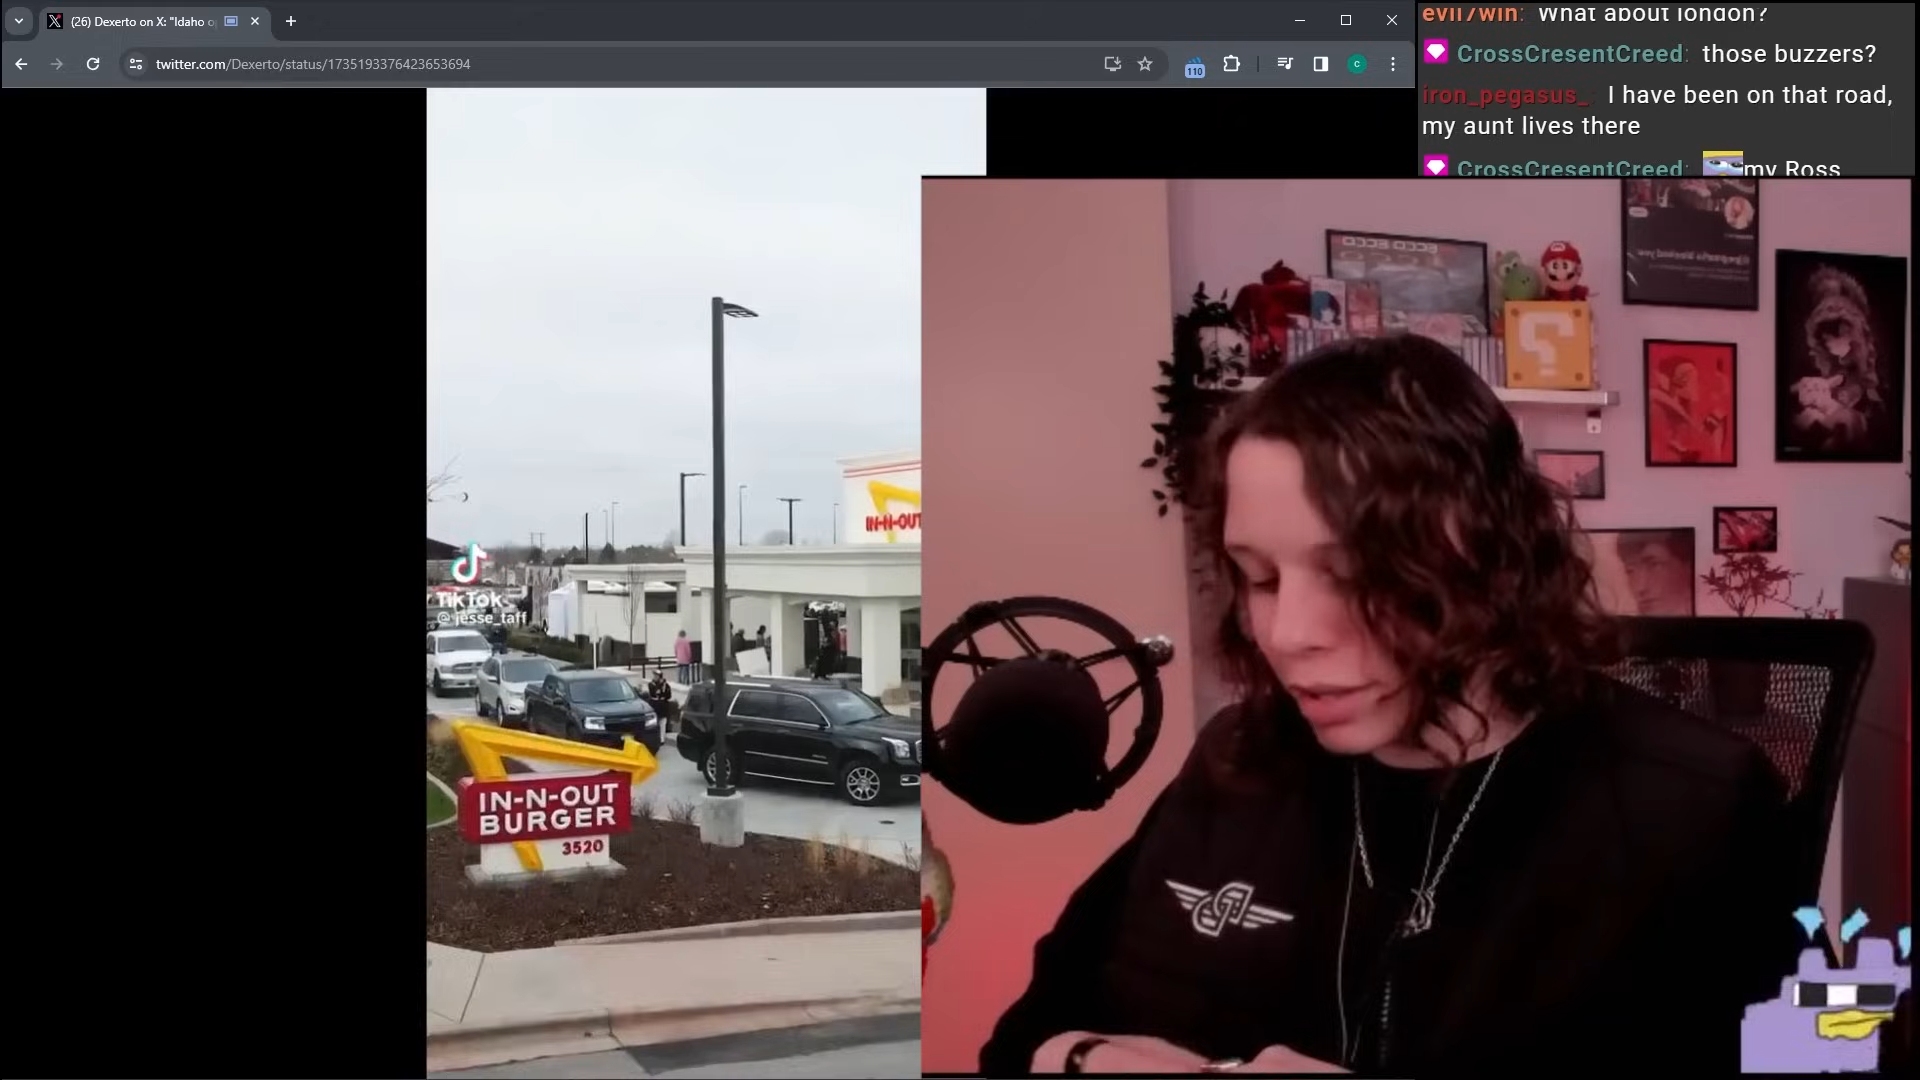 (26) Dexerto on X: "Idaho o
twitter.com/Dexerto/status/1735193376423653694
110
c
evil7win: What about london?
CrossCresentCreed: those buzzers?
iron_pegasus_: I have been on that road,
my aunt lives there
CrossCresentCreed: my Ross
IN-N-OUT
TikTok
@jesse_taff
IN-N-OUT
BURGER
3520